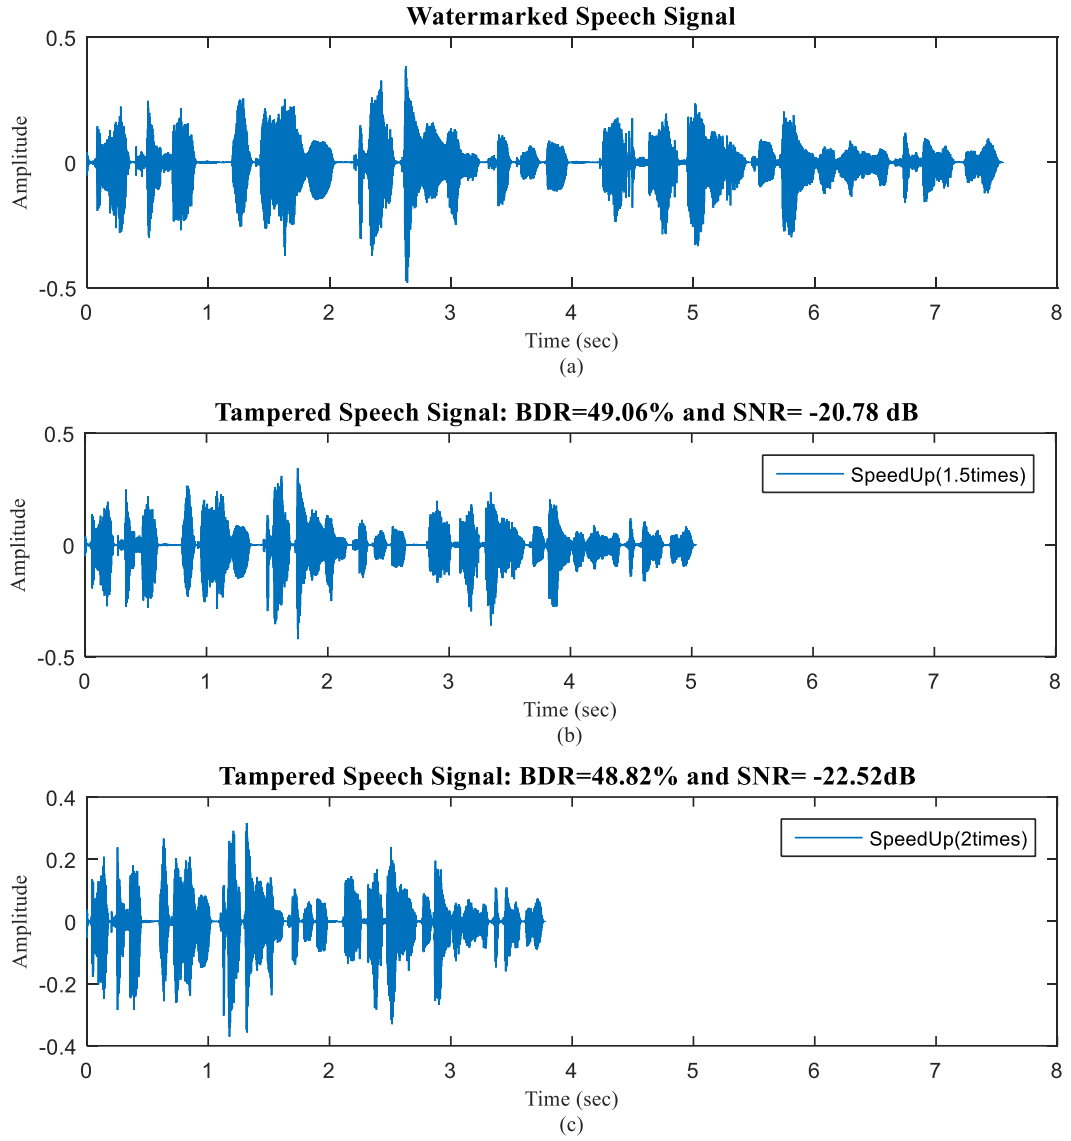 Watermarked Speech Signal
0.5
0
-0.5
Amplitude
0 1 2 3 4 5 6 7 8
Time (sec)
(a)
Tampered Speech Signal: BDR=49.06% and SNR= -20.78 dB
0.5
0
-0.5
Amplitude
SpeedUp(1.5times)
0 1 2 3 4 5 6 7 8
Time (sec)
(b)
Tampered Speech Signal: BDR=48.82% and SNR= -22.52dB
0.4
0.2
0
-0.2
-0.4
Amplitude
SpeedUp(2times)
0 1 2 3 4 5 6 7 8
Time (sec)
(c)